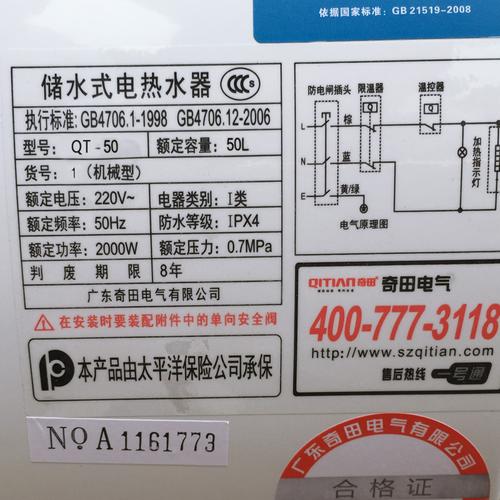 依据国家标准：GB 21519-2008
储水式电热水器 CCC S
执行标准:GB4706.1-1998 GB4706.12-2006
型号： QT-50 额定容量: 50L
货号： 1（机械型）
额定电压: 220V~ 电器类别: I类
额定频率: 50Hz 防水等级: IPX4
额定功率: 2000W 额定压力: 0.7MPa
判废期限: 8年
广东奇田电气有限公司
在安装时要装配附件中的单向安全阀
P 本产品由太平洋保险公司承保
NO.A1161773
防电闸插头 限温器 温控器
L 棕
N 蓝
E 黄/绿
加热指示灯
电气原理图
QITIAN奇田 奇田电气
400-777-3118
http://www.szqitian.com
售后热线 一号通
广东奇田电气有限公司
合格证